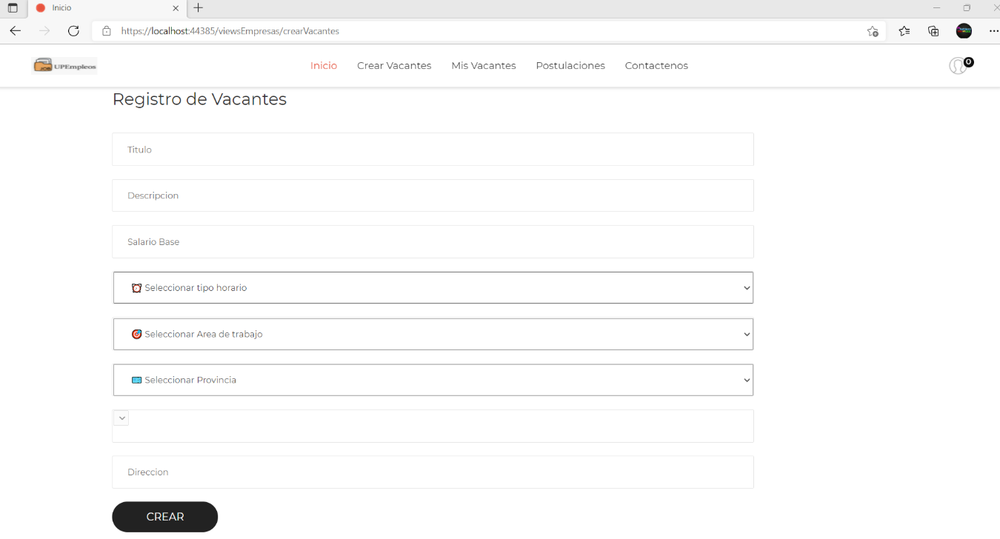 Inicio
https://localhost:44385/viewsEmpresas/crearVacantes
JOB UPEmpleos
Inicio Crear Vacantes Mis Vacantes Postulaciones Contactenos
0
Registro de Vacantes
Titulo
Descripcion
Salario Base
Seleccionar tipo horario
Seleccionar Area de trabajo
Seleccionar Provincia
Direccion
CREAR